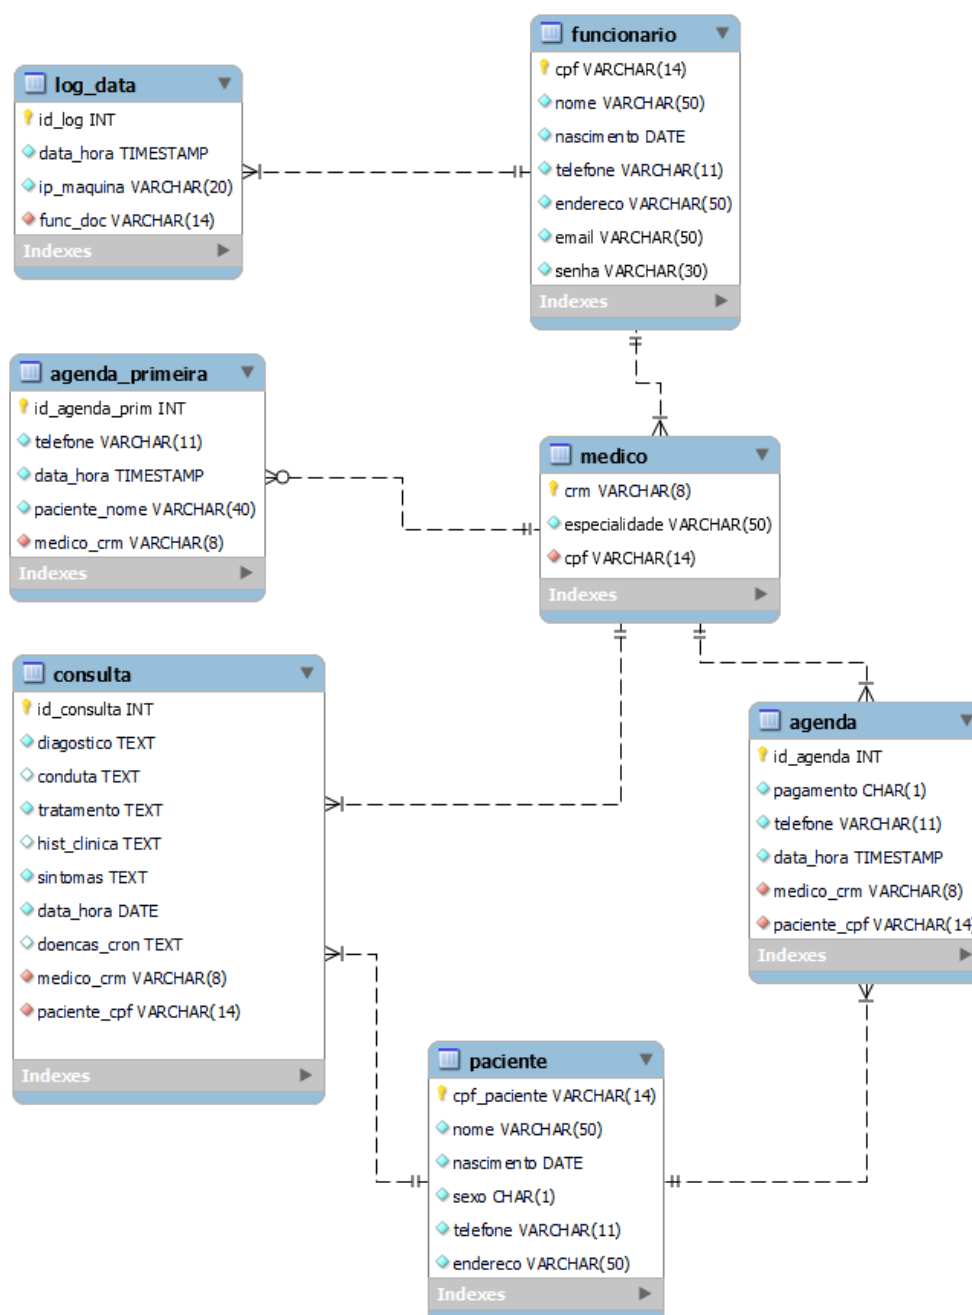 funcionario
cpf VARCHAR(14)
nome VARCHAR(50)
nascimento DATE
telefone VARCHAR(11)
endereco VARCHAR(50)
email VARCHAR(50)
senha VARCHAR(30)
Indexes
log_data
id_log INT
data_hora TIMESTAMP
ip_maquina VARCHAR(20)
func_doc VARCHAR(14)
Indexes
agenda_primeira
id_agenda_prim INT
telefone VARCHAR(11)
data_hora TIMESTAMP
paciente_nome VARCHAR(40)
medico_crm VARCHAR(8)
Indexes
medico
crm VARCHAR(8)
especialidade VARCHAR(50)
cpf VARCHAR(14)
Indexes
consulta
id_consulta INT
diagostico TEXT
conduta TEXT
tratamento TEXT
hist_clinica TEXT
sintomas TEXT
data_hora DATE
doencas_cron TEXT
medico_crm VARCHAR(8)
paciente_cpf VARCHAR(14)
Indexes
agenda
id_agenda INT
pagamento CHAR(1)
telefone VARCHAR(11)
data_hora TIMESTAMP
medico_crm VARCHAR(8)
paciente_cpf VARCHAR(14)
Indexes
paciente
cpf_paciente VARCHAR(14)
nome VARCHAR(50)
nascimento DATE
sexo CHAR(1)
telefone VARCHAR(11)
endereco VARCHAR(50)
Indexes